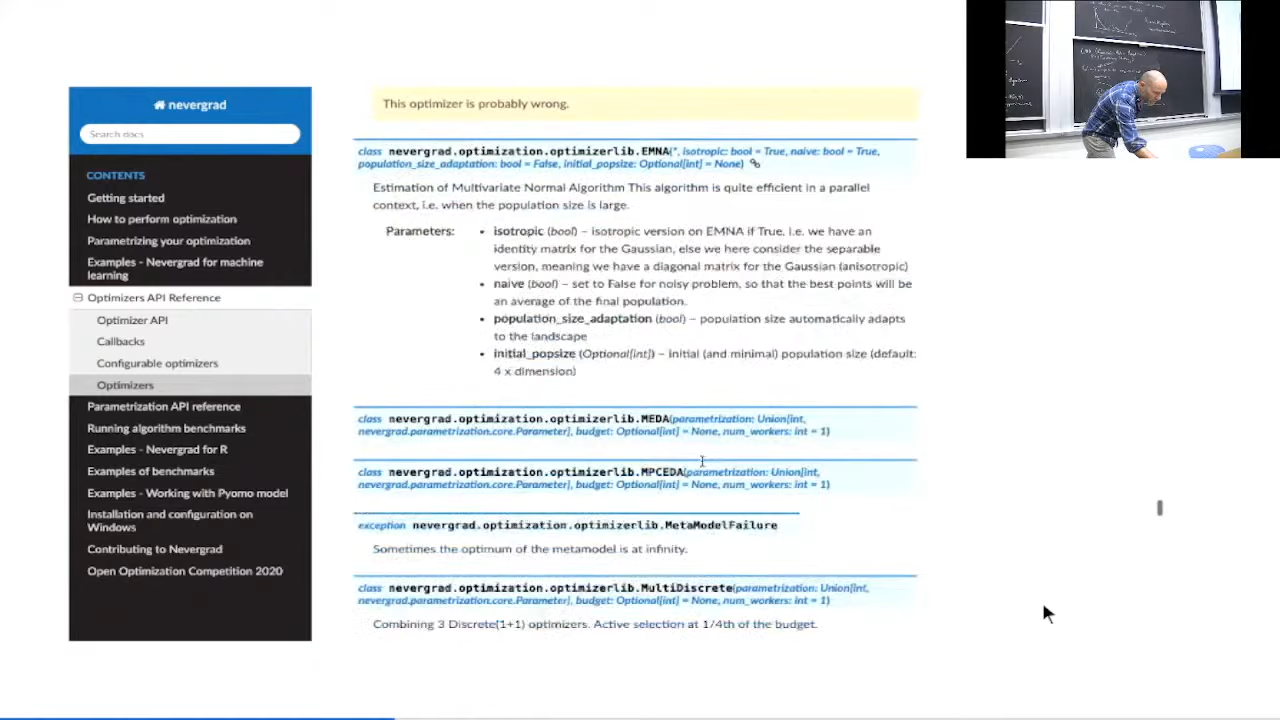 nevergrad
Search docs
CONTENTS
Getting started
How to perform optimization
Parametrizing your optimization
Examples - Nevergrad for machine
learning
Optimizers API Reference
Optimizer API
Callbacks
Configurable optimizers
Optimizers
Parametrization API reference
Running algorithm benchmarks
Examples - Nevergrad for R
Examples of benchmarks
Examples - Working with Pyomo model
Installation and configuration on
Windows
Contributing to Nevergrad
Open Optimization Competition 2020
This optimizer is probably wrong.
class nevergrad.optimization.optimizerlib.EMNA(*, isotropic: bool = True, naive: bool = True,
population_size_adaptation: bool = False, initial_popsize: Optional[int] = None)
Estimation of Multivariate Normal Algorithm This algorithm is quite efficient in a parallel
context, i.e. when the population size is large.
Parameters:
• isotropic (bool) – isotropic version on EMNA if True, i.e. we have an
identity matrix for the Gaussian, else we here consider the separable
version, meaning we have a diagonal matrix for the Gaussian (anisotropic)
• naive (bool) – set to False for noisy problem, so that the best points will be
an average of the final population.
• population_size_adaptation (bool) – population size automatically adapts
to the landscape
• initial_popsize (Optional[int]) – initial (and minimal) population size (default:
4 x dimension)
class nevergrad.optimization.optimizerlib.MEDA(parametrization: Union[int,
nevergrad.parametrization.core.Parameter], budget: Optional[int] = None, num_workers: int = 1)
class nevergrad.optimization.optimizerlib.MPCEDA(parametrization: Union[int,
nevergrad.parametrization.core.Parameter], budget: Optional[int] = None, num_workers: int = 1)
exception nevergrad.optimization.optimizerlib.MetaModelFailure
Sometimes the optimum of the metamodel is at infinity.
class nevergrad.optimization.optimizerlib.MultiDiscrete(parametrization: Union[int,
nevergrad.parametrization.core.Parameter], budget: Optional[int] = None, num_workers: int = 1)
Combining 3 Discrete(1+1) optimizers. Active selection at 1/4th of the budget.